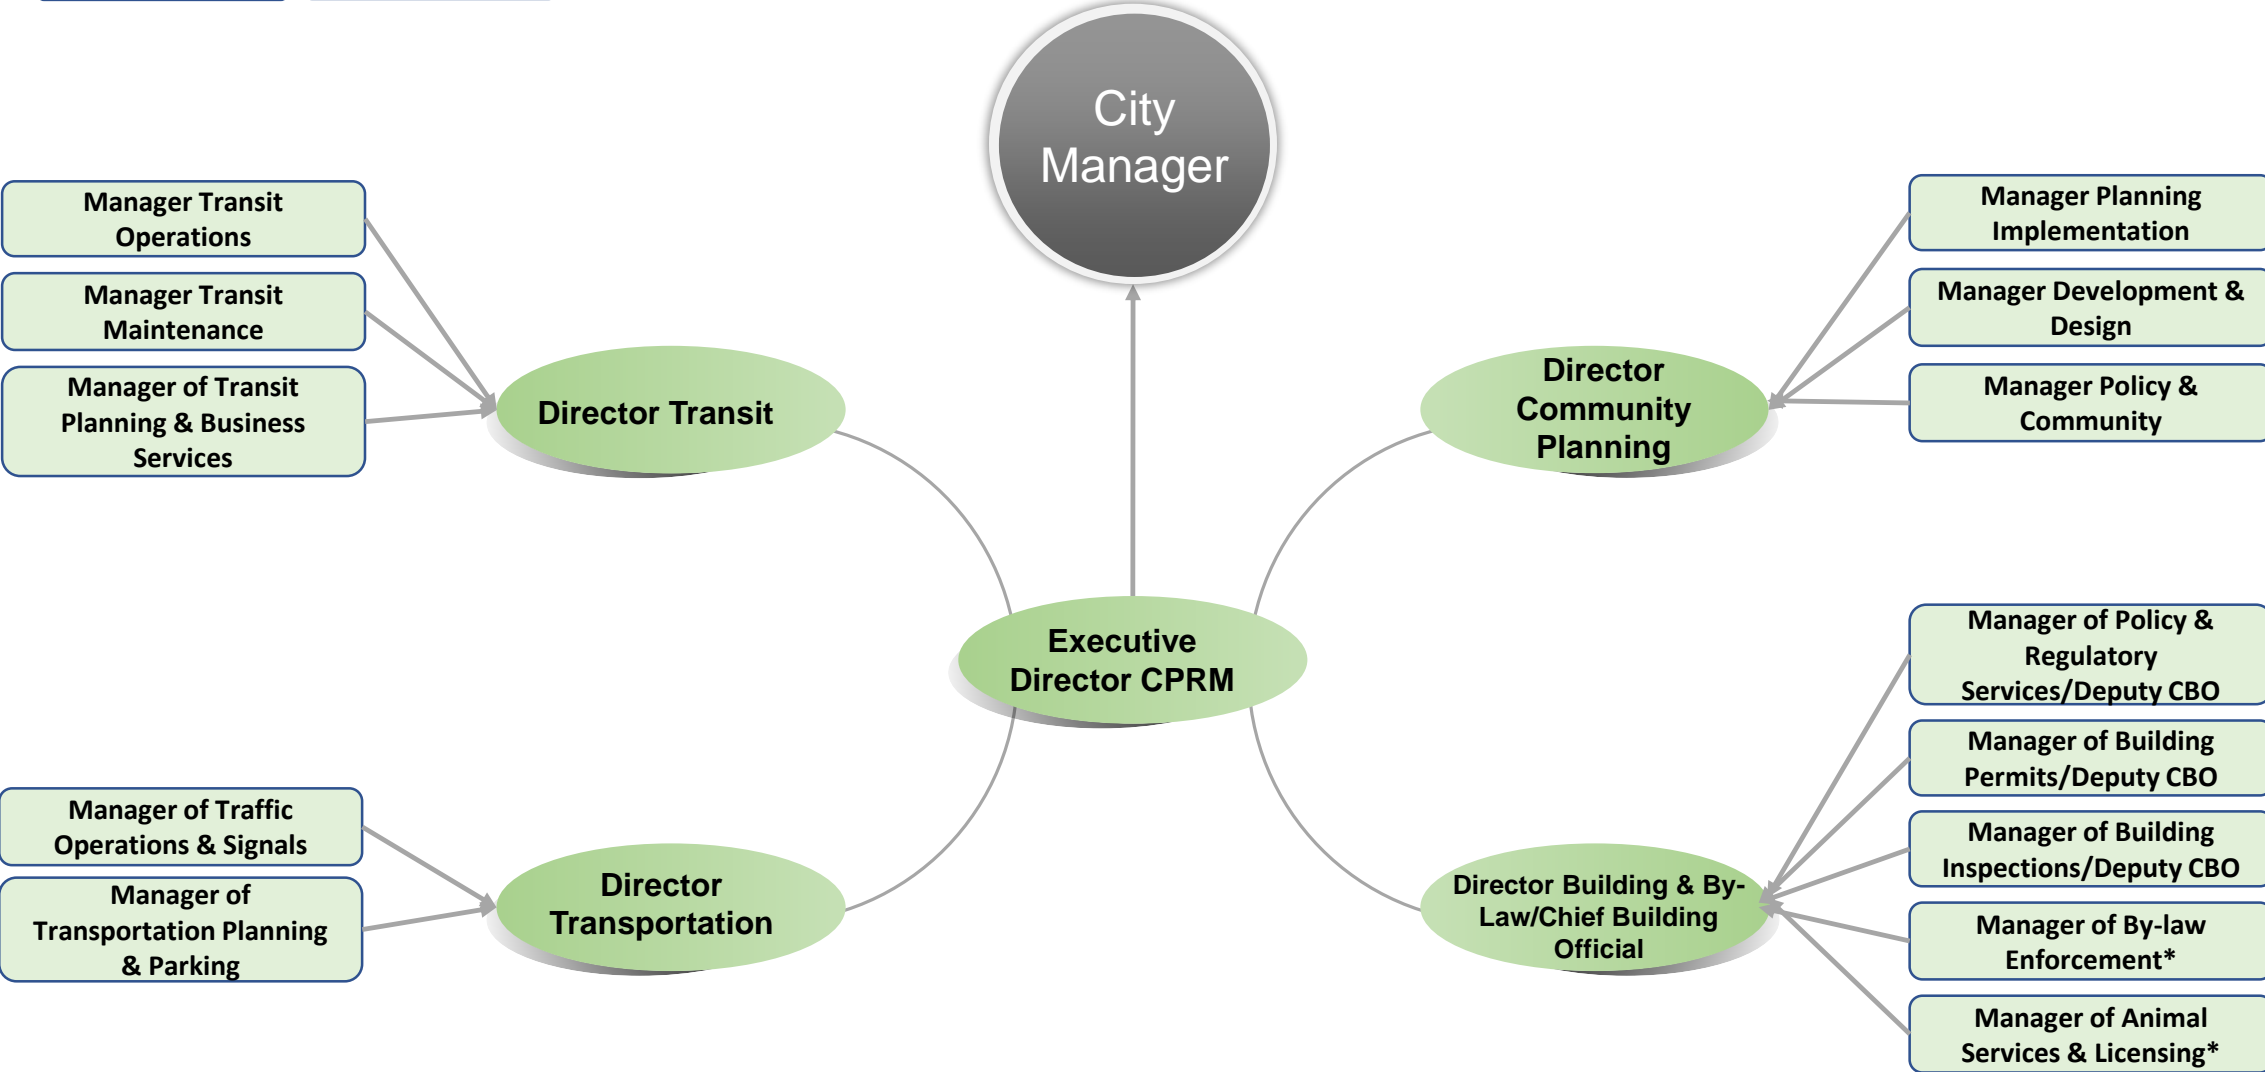 City
Manager
Manager Transit
Operations
Manager Transit
Maintenance
Manager of Transit
Planning & Business
Services
Director Transit
Director
Community
Planning
Manager Planning
Implementation
Manager Development &
Design
Manager Policy &
Community
Executive
Director CPRM
Manager of Traffic
Operations & Signals
Manager of
Transportation Planning
& Parking
Director
Transportation
Director Building & By-
Law/Chief Building
Official
Manager of Policy &
Regulatory
Services/Deputy CBO
Manager of Building
Permits/Deputy CBO
Manager of Building
Inspections/Deputy CBO
Manager of By-law
Enforcement*
Manager of Animal
Services & Licensing*